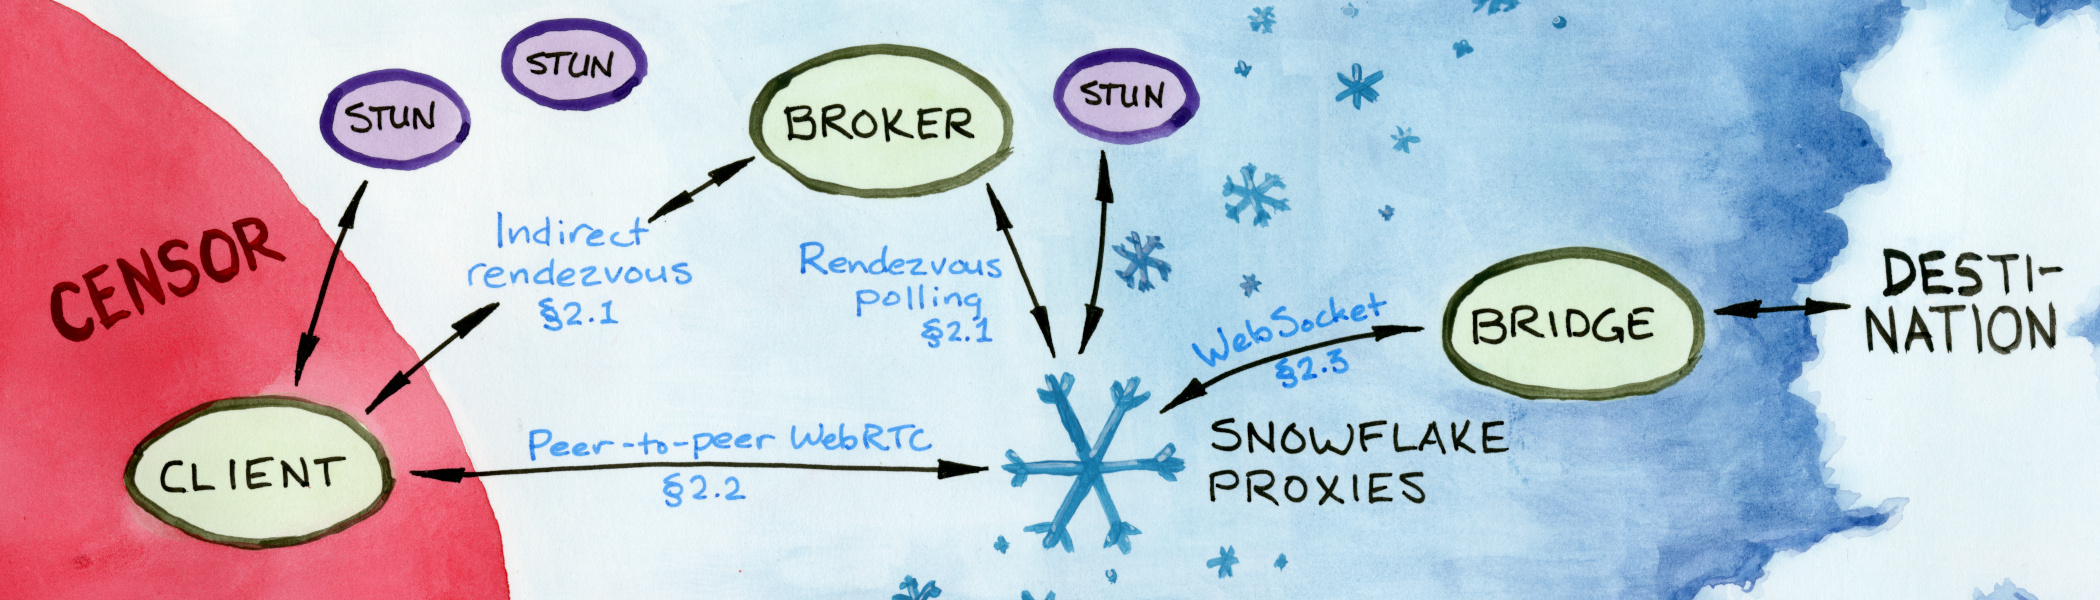 STUN
STUN
BROKER
STUN
CENSOR
Indirect
rendezvous
§2.1
Rendezvous
polling
§2.1
WebSocket
§2.3
BRIDGE
DESTI-
NATION
CLIENT
Peer-to-peer WebRTC
§2.2
SNOWFLAKE
PROXIES